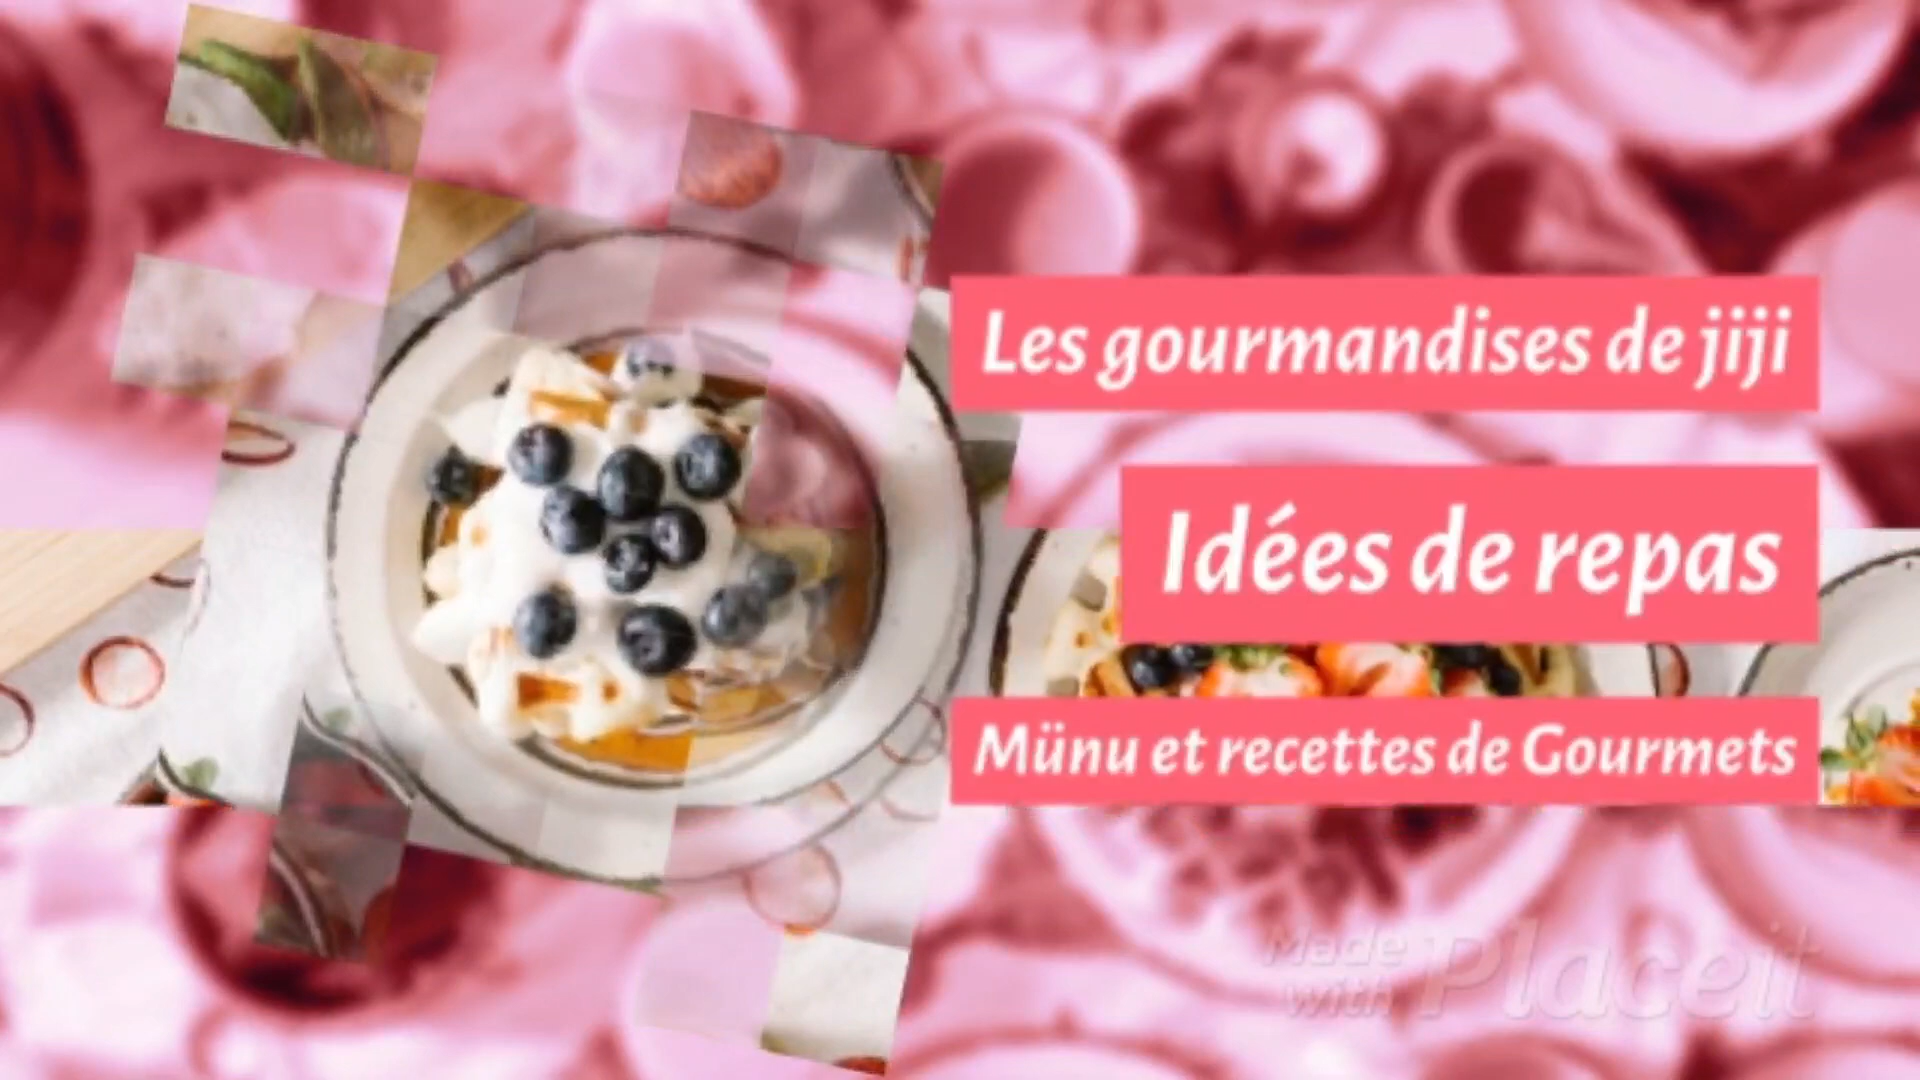 Les gourmandises de jiji
Idées de repas
Münu et recettes de Gourmets
Made
with Placeit